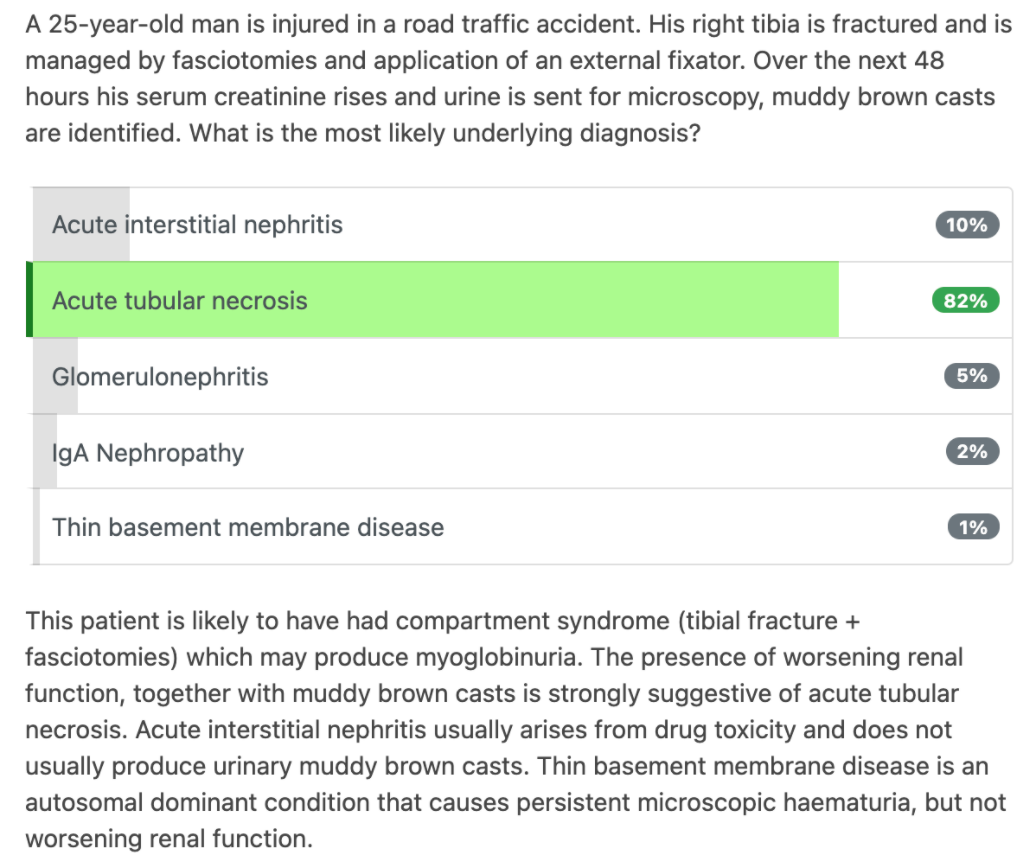 A 25-year-old man is injured in a road traffic accident. His right tibia is fractured and is
managed by fasciotomies and application of an external fixator. Over the next 48
hours his serum creatinine rises and urine is sent for microscopy, muddy brown casts
are identified. What is the most likely underlying diagnosis?
Acute interstitial nephritis 10%
Acute tubular necrosis 82%
Glomerulonephritis 5%
IgA Nephropathy 2%
Thin basement membrane disease 1%
This patient is likely to have had compartment syndrome (tibial fracture +
fasciotomies) which may produce myoglobinuria. The presence of worsening renal
function, together with muddy brown casts is strongly suggestive of acute tubular
necrosis. Acute interstitial nephritis usually arises from drug toxicity and does not
usually produce urinary muddy brown casts. Thin basement membrane disease is an
autosomal dominant condition that causes persistent microscopic haematuria, but not
worsening renal function.